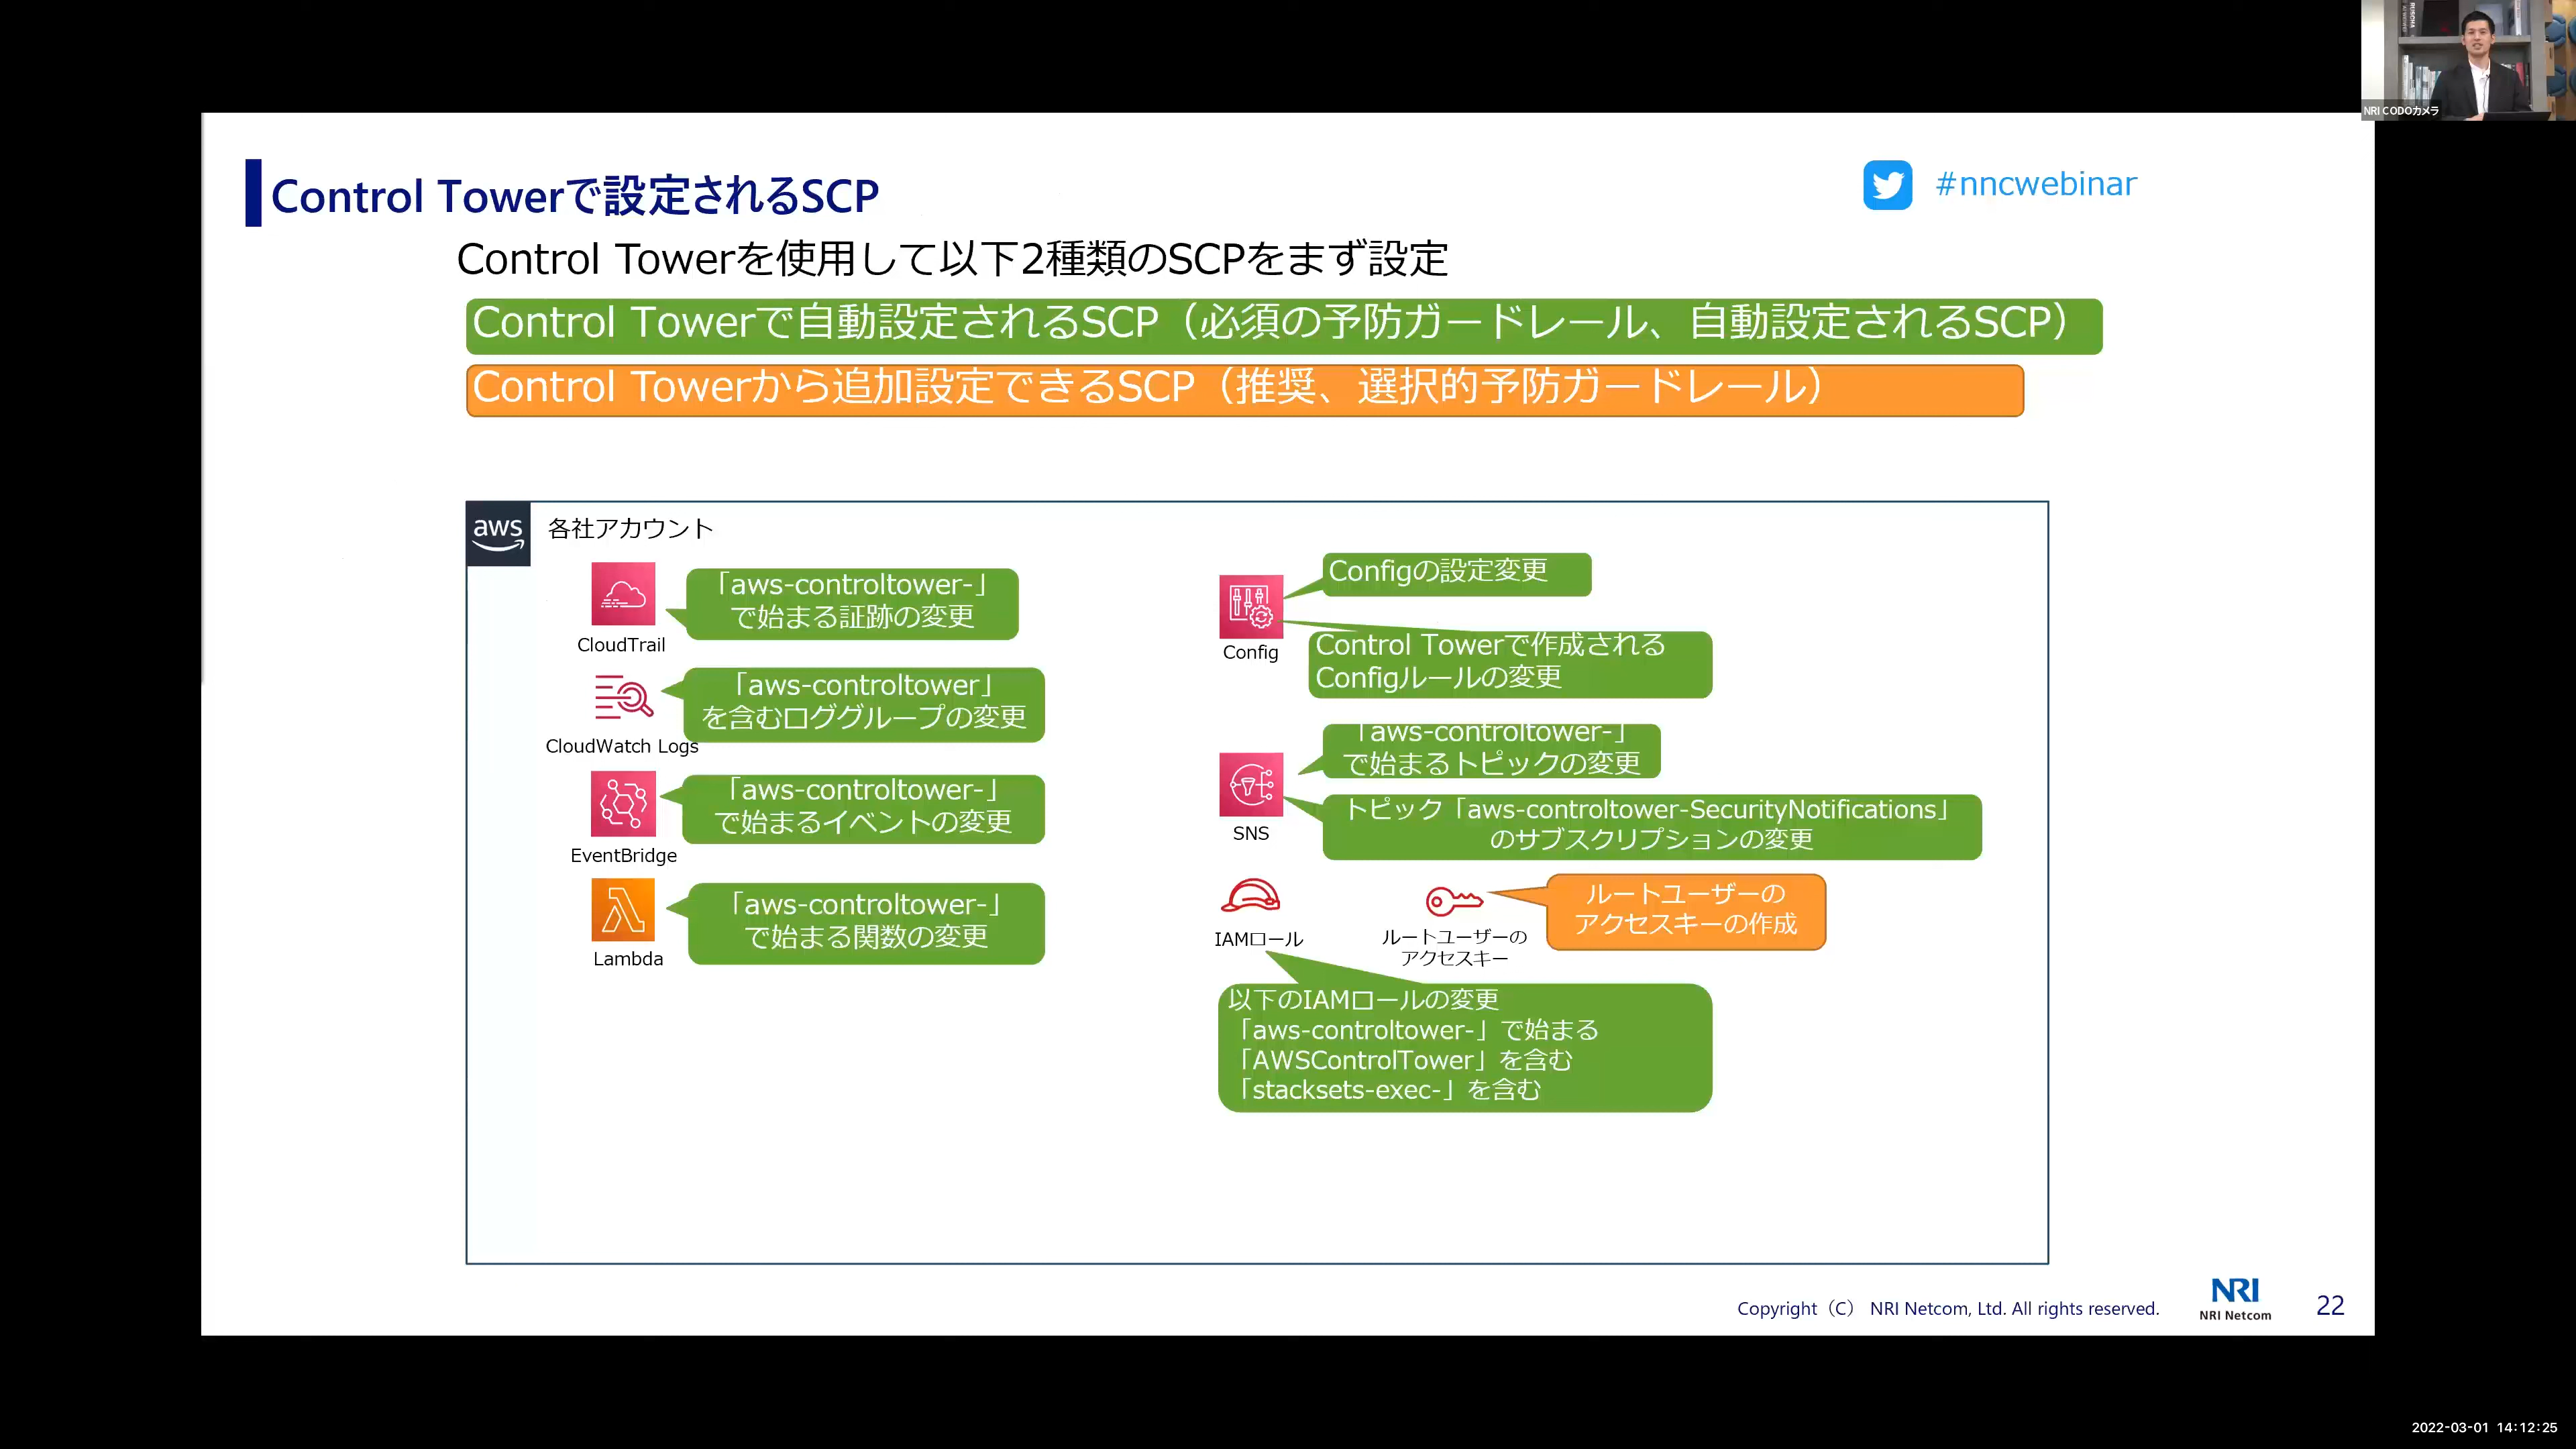 NRI CODOカメラ
Control Towerで設定されるSCP
#nncwebinar
Control Towerを使用して以下2種類のSCPをまず設定
Control Towerで自動設定されるSCP（必須の予防ガードレール、自動設定されるSCP）
Control Towerから追加設定できるSCP（推奨、選択的予防ガードレール）
aws
各社アカウント
「aws-controltower-」
で始まる証跡の変更
CloudTrail
「aws-controltower」
を含むロググループの変更
CloudWatch Logs
「aws-controltower-」
で始まるイベントの変更
EventBridge
「aws-controltower-」
で始まる関数の変更
Lambda
Configの設定変更
Config
Control Towerで作成される
Configルールの変更
「aws-controltower-」
で始まるトピックの変更
SNS
トピック「aws-controltower-SecurityNotifications」
のサブスクリプションの変更
IAMロール
ルートユーザーの
アクセスキー
ルートユーザーの
アクセスキーの作成
以下のIAMロールの変更
「aws-controltower-」で始まる
「AWSControlTower」を含む
「stacksets-exec-」を含む
Copyright（C） NRI Netcom, Ltd. All rights reserved.
NRI
NRI Netcom
22
2022-03-01 14:12:25